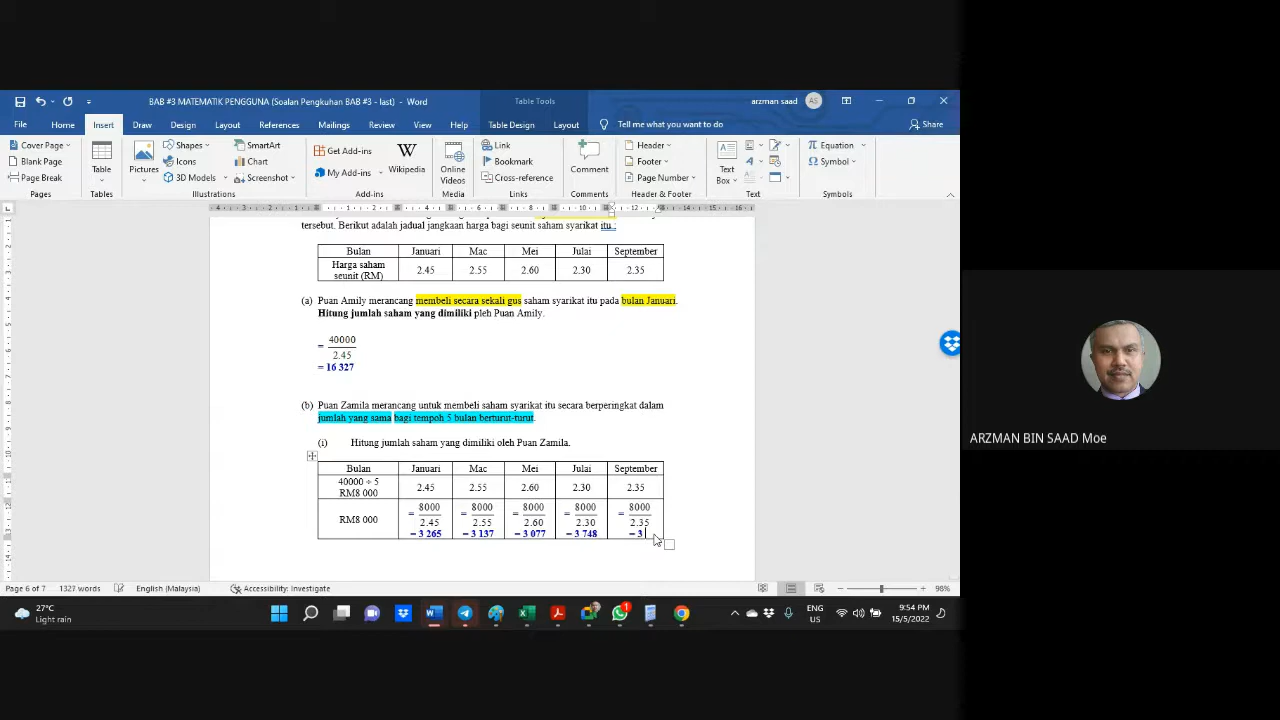 BAB #3 MATEMATIK PENGGUNA (Soalan Pengkuhan BAB #3 - last) - Word
Table Tools
arzman saad
AS
File Home Insert Draw Design Layout References Mailings Review View Help Table Design Layout Tell me what you want to do Share
Cover Page
Blank Page
Page Break
Pages
Table
Tables
Pictures
Shapes
Icons
3D Models
SmartArt
Chart
Screenshot
Illustrations
Get Add-ins
My Add-ins
Wikipedia
Add-ins
Online Videos
Media
Link
Bookmark
Cross-reference
Links
Comment
Comments
Header
Footer
Page Number
Header & Footer
Text Box
Text
Equation
Symbol
Symbols
tersebut. Berikut adalah jadual jangkaan harga bagi seunit saham syarikat itu :
Bulan Januari Mac Mei Julai September
Harga saham seunit (RM) 2.45 2.55 2.60 2.30 2.35
(a) Puan Amily merancang membeli secara sekali gus saham syarikat itu pada bulan Januari.
Hitung jumlah saham yang dimiliki pleh Puan Amily.
= 40000 / 2.45
= 16 327
(b) Puan Zamila merancang untuk membeli saham syarikat itu secara berperingkat dalam
jumlah yang sama bagi tempoh 5 bulan berturut-turut.
(i) Hitung jumlah saham yang dimiliki oleh Puan Zamila.
Bulan Januari Mac Mei Julai September
40000 ÷ 5 RM8 000 2.45 2.55 2.60 2.30 2.35
RM8 000 = 8000 / 2.45 = 8000 / 2.55 = 8000 / 2.60 = 8000 / 2.30 = 8000 / 2.35
= 3 265 = 3 137 = 3 077 = 3 748 = 3
Page 6 of 7 1327 words English (Malaysia) Accessibility: Investigate 98%
27°C
Light rain
ENG
US
9:54 PM
15/5/2022
ARZMAN BIN SAAD Moe